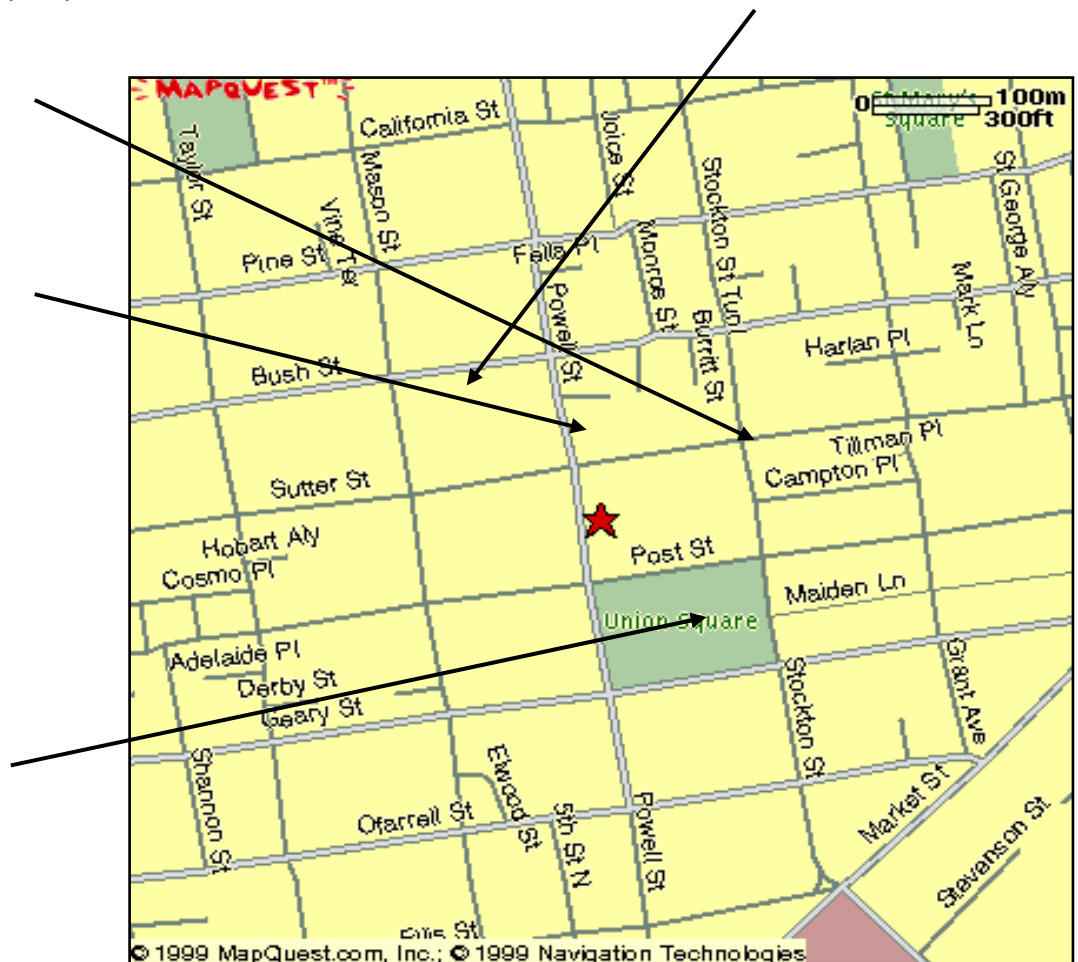 MAPQUEST™
0 100m
300ft
St Mary's
Square
California St
Joice St
Taylor St
Mason St
Vine Ter
Stockton St Tunl
St George Aly
Pine St
Fella Pl
Monroe St
Mark Ln
Powell St
Burritt St
Harlan Pl
Bush St
Tillman Pl
Campton Pl
Sutter St
Hobart Aly
Post St
Cosmo Pl
Maiden Ln
Union Square
Adelaide Pl
Derby St
Geary St
Stockton St
Grant Ave
Shannon St
Elwood St
Ofarrell St
5th St N
Powell St
Market St
Stevenson St
Ellis St
© 1999 MapQuest.com, Inc.; © 1999 Navigation Technologies